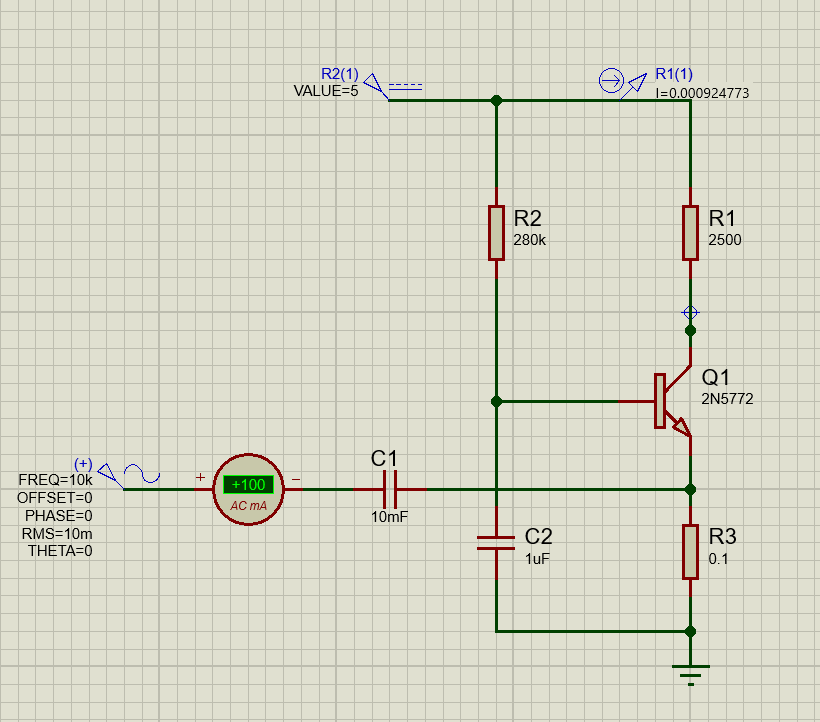 R2(1)
VALUE=5
R1(1)
I=0.000924773
R2
280k
R1
2500
Q1
2N5772
(+)
FREQ=10k
OFFSET=0
PHASE=0
RMS=10m
THETA=0
+
+100
AC mA
−
C1
10mF
C2
1uF
R3
0.1